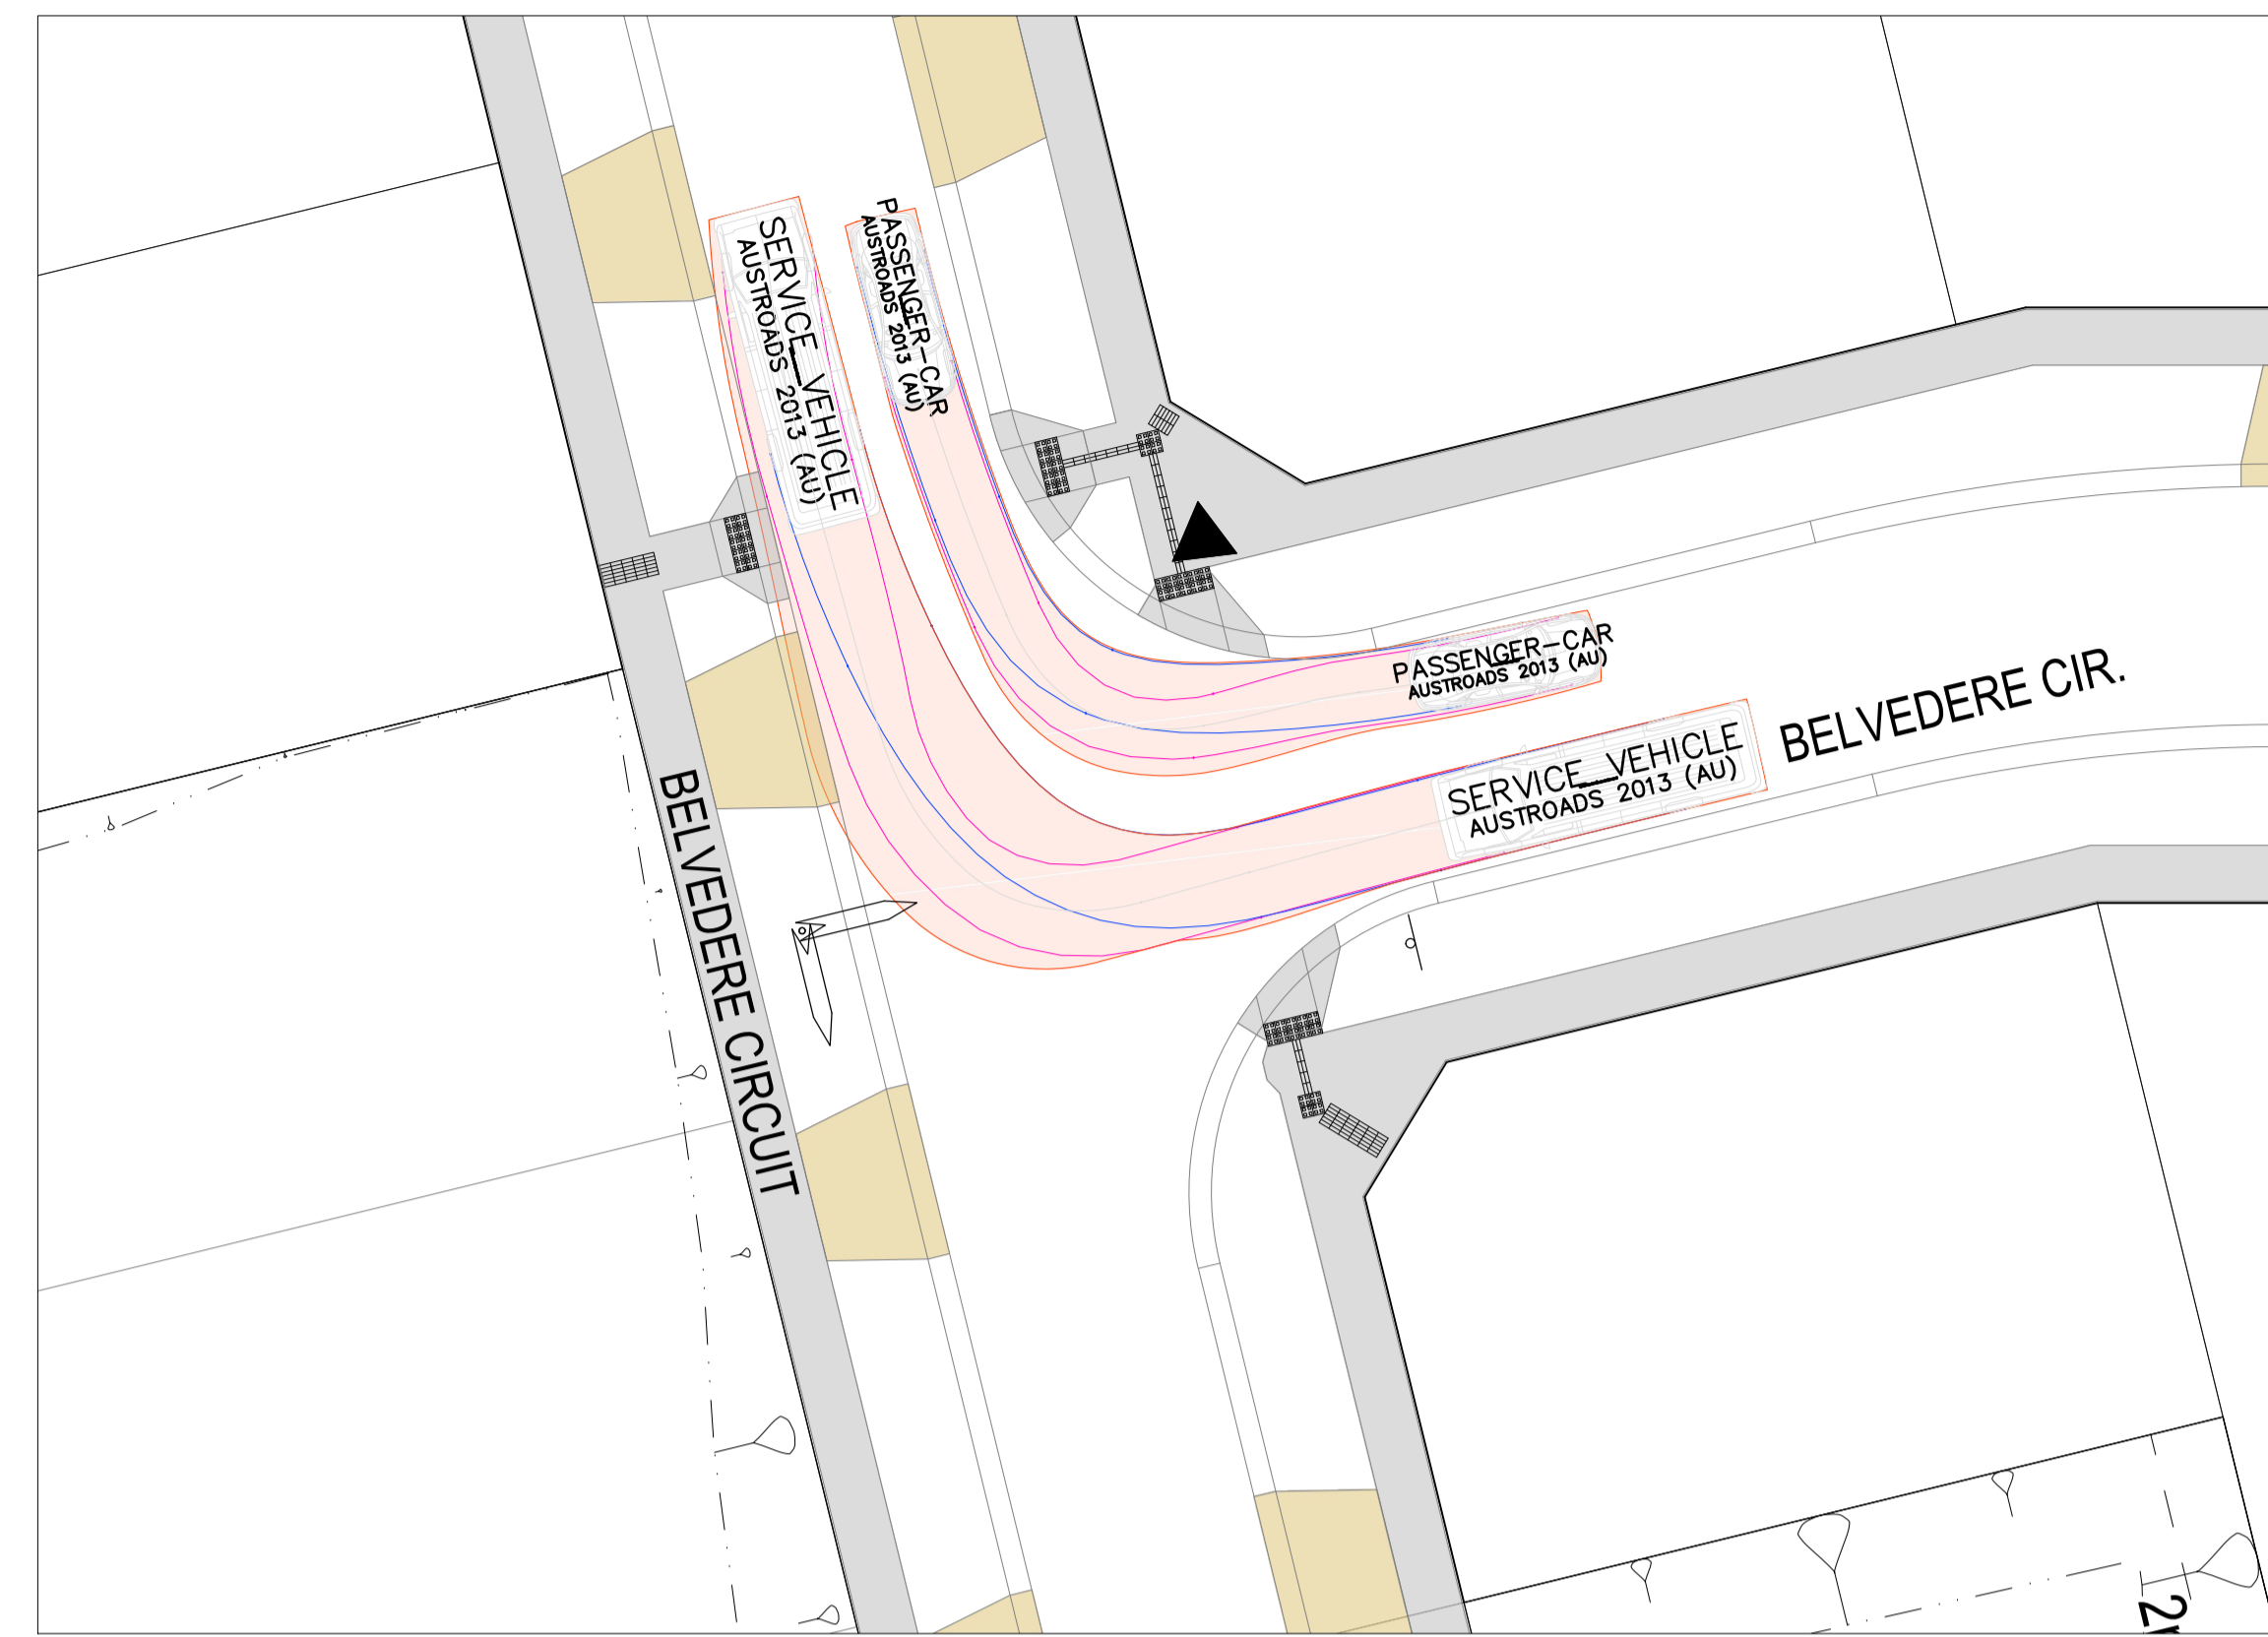 PASSENGER-CAR
AUSTROADS 2013 (AU)
SERVICE_VEHICLE
AUSTROADS 2013 (AU)
PASSENGER-CAR
AUSTROADS 2013 (AU)
SERVICE_VEHICLE
AUSTROADS 2013 (AU)
BELVEDERE CIR.
BELVEDERE CIRCUIT